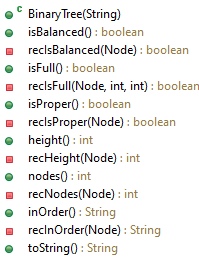 BinaryTree(String)
isBalanced() : boolean
recIsBalanced(Node) : boolean
isFull() : boolean
recIsFull(Node, int, int) : boolean
isProper() : boolean
recIsProper(Node) : boolean
height() : int
recHeight(Node) : int
nodes() : int
recNodes(Node) : int
inOrder() : String
recInOrder(Node) : String
toString() : String